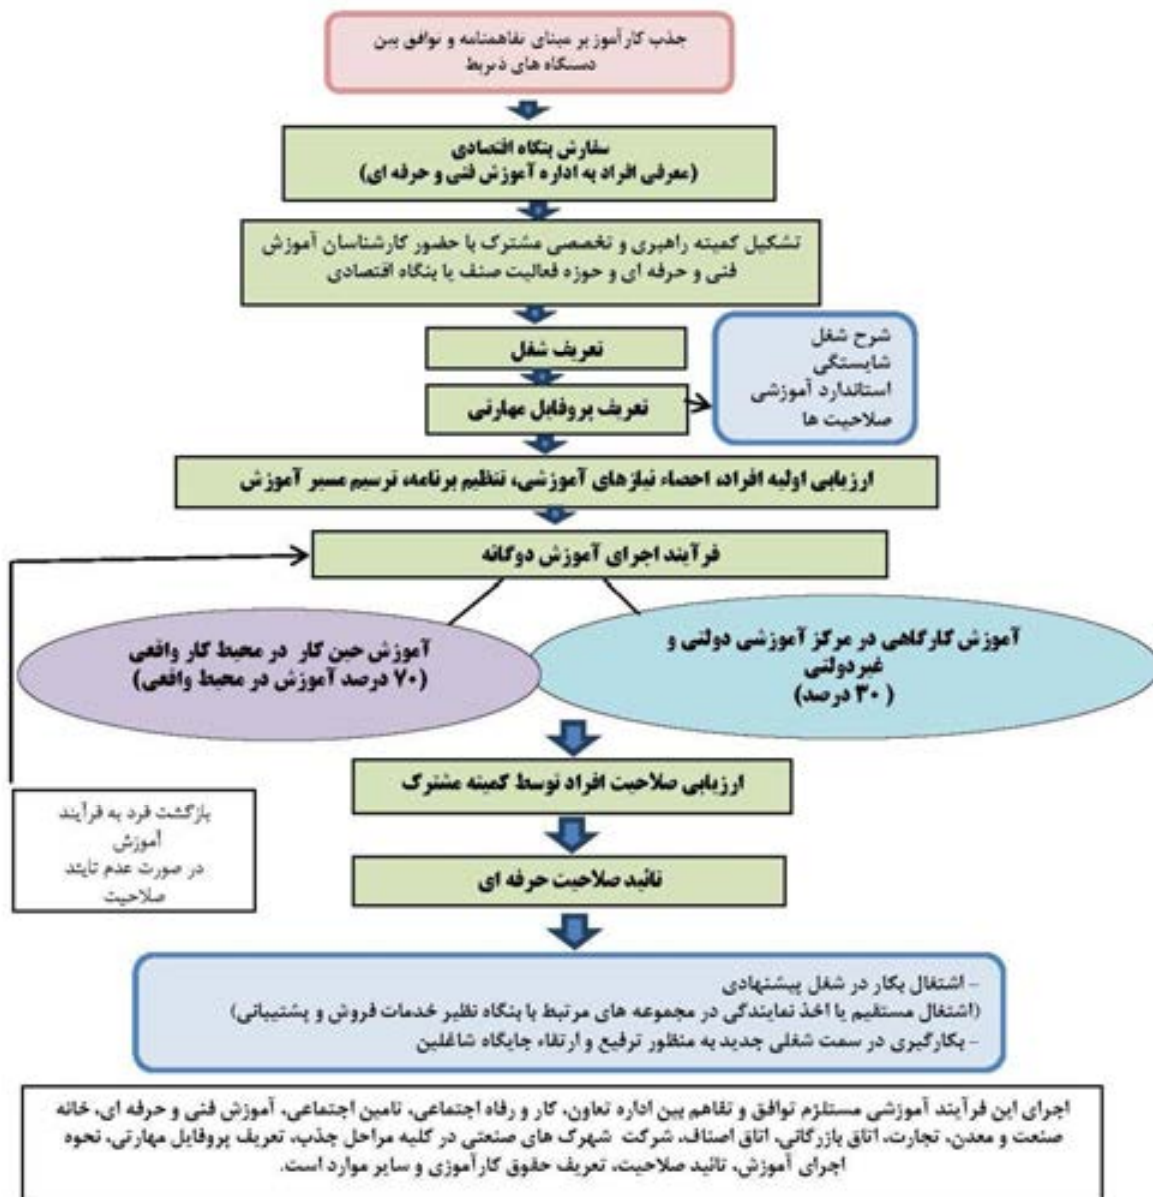 جذب کارآموز بر مبنای تفاهمنامه و توافق بین
دستگاه های ذیربط
سفارش بنگاه اقتصادی
(معرفی افراد به اداره آموزش فنی و حرفه ای)
تشکیل کمیته راهبری و تخصصی مشترک با حضور کارشناسان آموزش
فنی و حرفه ای و حوزه فعالیت صنف یا بنگاه اقتصادی
تعریف شغل
شرح شغل
شایستگی
استاندارد آموزشی
صلاحیت ها
تعریف پروفایل مهارتی
ارزیابی اولیه افراد، احصاء نیازهای آموزشی، تنظیم برنامه، ترسیم مسیر آموزش
فرآیند اجرای آموزش دوگانه
آموزش کارگاهی در مرکز آموزشی دولتی و
غیردولتی
(۳۰ درصد)
آموزش حین کار در محیط کار واقعی
(۷۰ درصد آموزش در محیط واقعی)
ارزیابی صلاحیت افراد توسط کمیته مشترک
بازگشت فرد به فرآیند
آموزش
در صورت عدم تایئد
صلاحیت
تائید صلاحیت حرفه ای
- اشتغال بکار در شغل پیشنهادی
(اشتغال مستقیم یا اخذ نمایندگی در مجموعه های مرتبط با بنگاه نظیر خدمات فروش و پشتیبانی)
- بکارگیری در سمت شغلی جدید به منظور ترفیع و ارتقاء جایگاه شاغلین
اجرای این فرآیند آموزشی مستلزم توافق و تفاهم بین اداره تعاون، کار و رفاه اجتماعی، تامین اجتماعی، آموزش فنی و حرفه ای، خانه
صنعت و معدن، تجارت، اتاق بازرگانی، اتاق اصناف، شرکت شهرک های صنعتی در کلیه مراحل جذب، تعریف پروفایل مهارتی، نحوه
اجرای آموزش، تائید صلاحیت، تعریف حقوق کارآموزی و سایر موارد است.